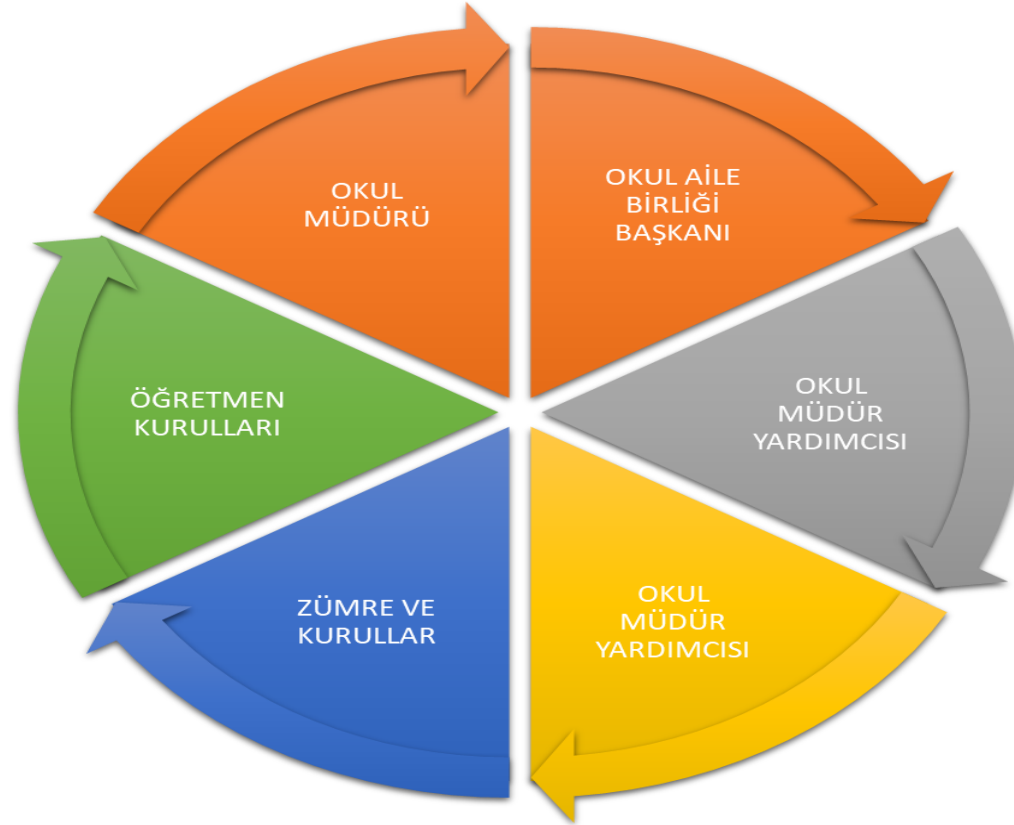 OKUL
MÜDÜRÜ
OKUL AİLE
BİRLİĞİ
BAŞKANI
OKUL
MÜDÜR
YARDIMCISI
OKUL
MÜDÜR
YARDIMCISI
ZÜMRE VE
KURULLAR
ÖĞRETMEN
KURULLARI